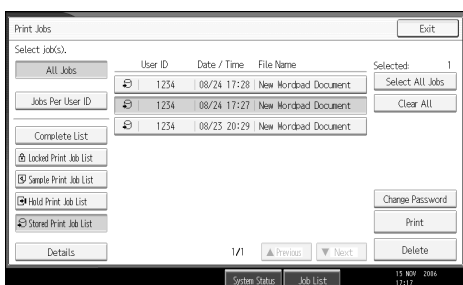 Print Jobs
Exit
Select job(s).
All Jobs
User ID Date / Time File Name
Selected: 1
1234 08/24 17:28 New Wordpad Document
Select All Jobs
Jobs Per User ID
1234 08/24 17:27 New Wordpad Document
Clear All
1234 08/23 20:29 New Wordpad Document
Complete List
Locked Print Job List
Sample Print Job List
Hold Print Job List
Change Password
Stored Print Job List
Print
Details
1/1
▲ Previous
▼ Next
Delete
System Status
Job List
15 NOV 2006
17:17